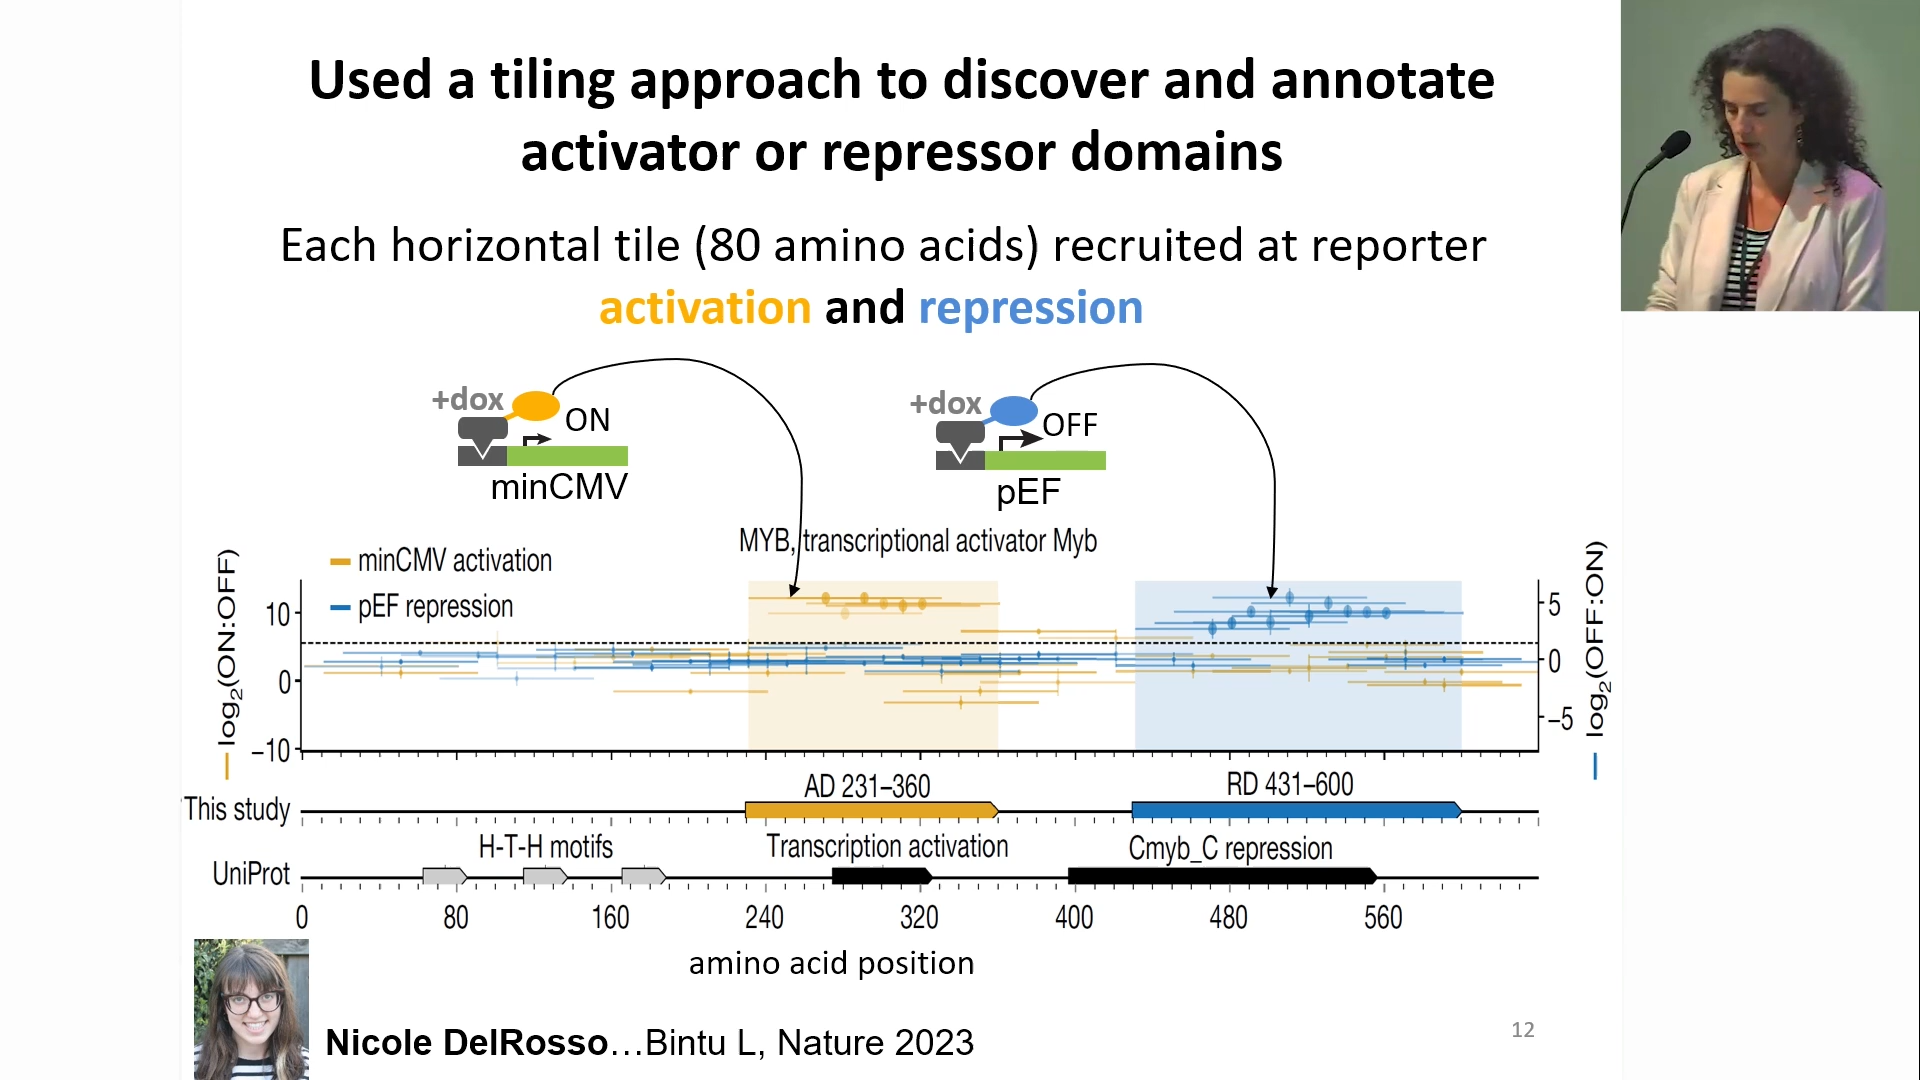 Used a tiling approach to discover and annotate
activator or repressor domains
Each horizontal tile (80 amino acids) recruited at reporter
activation and repression
+dox
ON
minCMV
+dox
OFF
pEF
MYB, transcriptional activator Myb
minCMV activation
pEF repression
log2(ON:OFF)
10
0
−10
log2(OFF:ON)
5
0
−5
This study
AD 231–360
RD 431–600
UniProt
H-T-H motifs
Transcription activation
Cmyb_C repression
0 80 160 240 320 400 480 560
amino acid position
Nicole DelRosso…Bintu L, Nature 2023
12